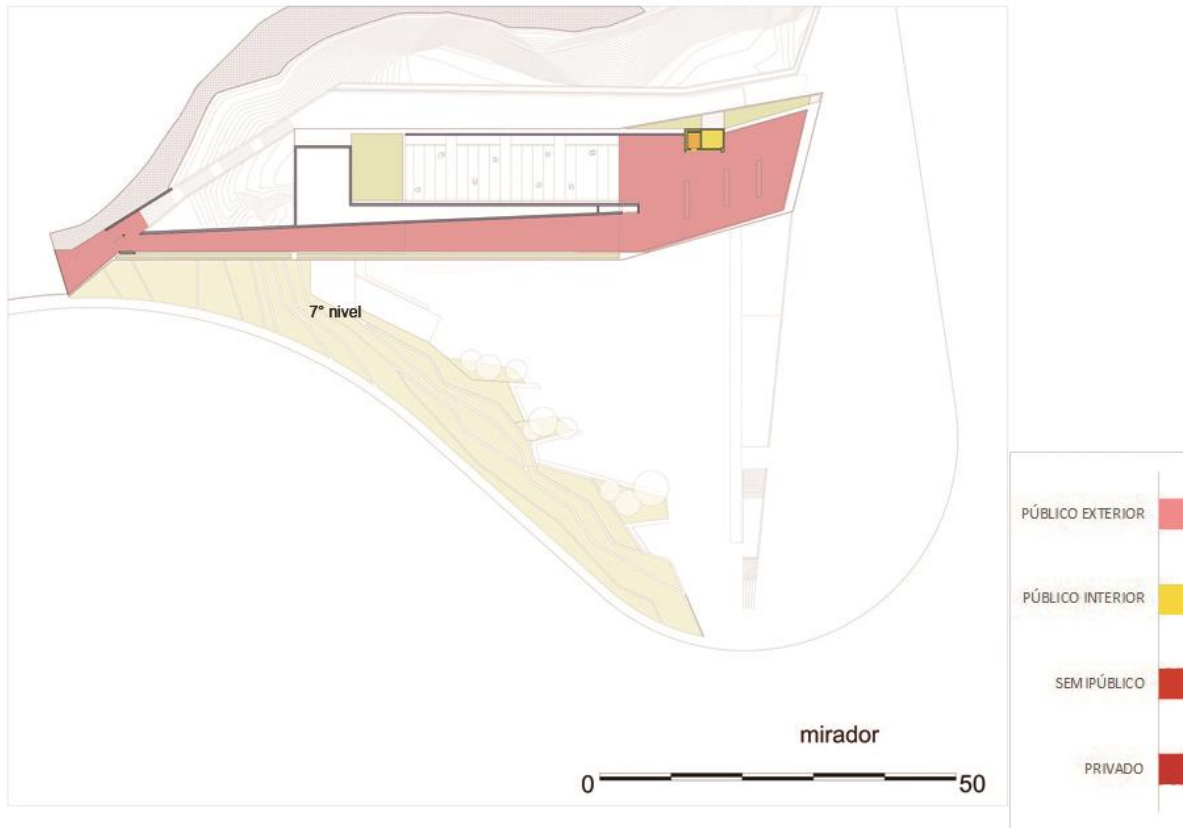 7° nivel
mirador
0 50
PÚBLICO EXTERIOR
PÚBLICO INTERIOR
SEMIPÚBLICO
PRIVADO